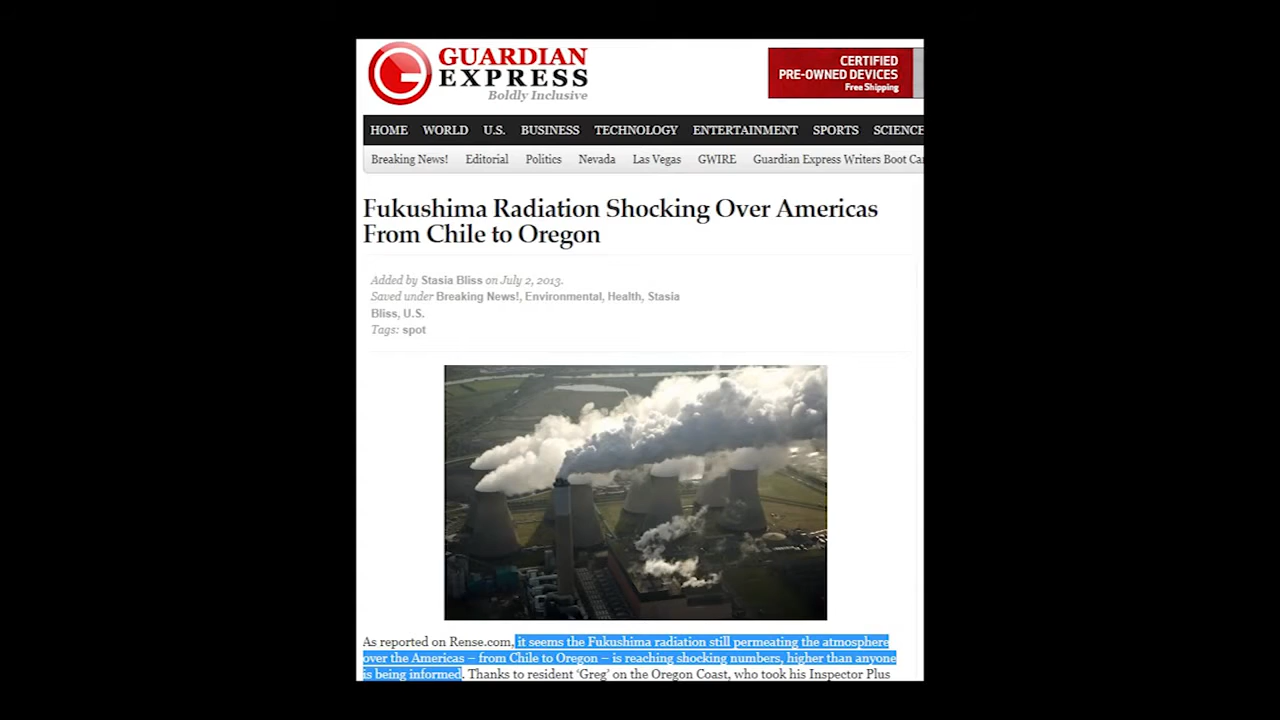 GUARDIAN
EXPRESS
Boldly Inclusive
CERTIFIED
PRE-OWNED DEVICES
Free Shipping
HOME WORLD U.S. BUSINESS TECHNOLOGY ENTERTAINMENT SPORTS SCIENCE
Breaking News! Editorial Politics Nevada Las Vegas GWIRE Guardian Express Writers Boot Ca
Fukushima Radiation Shocking Over Americas
From Chile to Oregon
Added by Stasia Bliss on July 2, 2013.
Saved under Breaking News!, Environmental, Health, Stasia
Bliss, U.S.
Tags: spot
As reported on Rense.com, it seems the Fukushima radiation still permeating the atmosphere
over the Americas – from Chile to Oregon – is reaching shocking numbers, higher than anyone
is being informed. Thanks to resident ‘Greg’ on the Oregon Coast, who took his Inspector Plus